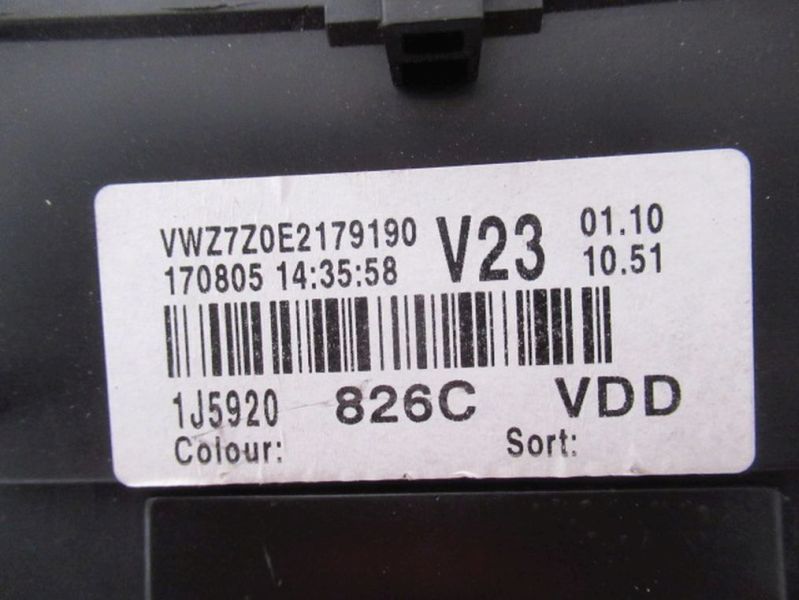 VWZ7Z0E2179190 V23 01.10
170805 14:35:58 10.51
1J5920 826C VDD
Colour: Sort: